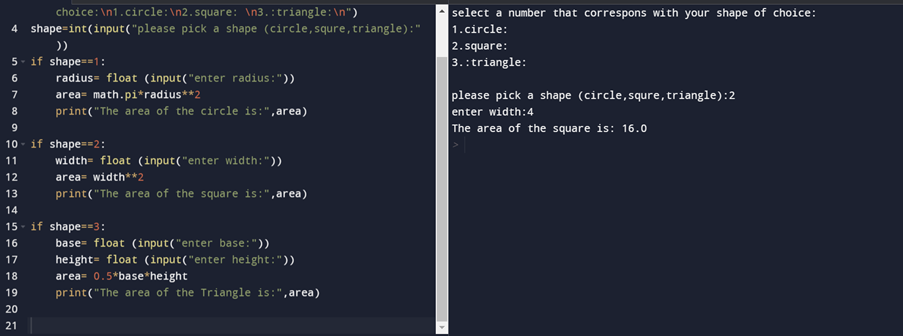 choice:\n1.circle:\n2.square: \n3.:triangle:\n")
4 shape=int(input("please pick a shape (circle,squre,triangle):"
))
5 if shape==1:
6 radius= float (input("enter radius:"))
7 area= math.pi*radius**2
8 print("The area of the circle is:",area)
9
10 if shape==2:
11 width= float (input("enter width:"))
12 area= width**2
13 print("The area of the square is:",area)
14
15 if shape==3:
16 base= float (input("enter base:"))
17 height= float (input("enter height:"))
18 area= 0.5*base*height
19 print("The area of the Triangle is:",area)
20
21
select a number that correspons with your shape of choice:
1.circle:
2.square:
3.:triangle:
please pick a shape (circle,squre,triangle):2
enter width:4
The area of the square is: 16.0
>